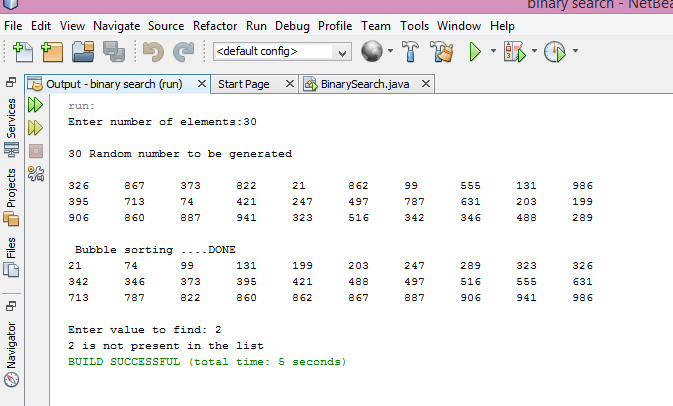 binary search - NetBea
File Edit View Navigate Source Refactor Run Debug Profile Team Tools Window Help
<default config>
Output - binary search (run) Start Page BinarySearch.java
Services
Projects
Files
Navigator
run:
Enter number of elements:30
30 Random number to be generated
326 867 373 822 21 862 99 555 131 986
395 713 74 421 247 497 787 631 203 199
906 860 887 941 323 516 342 346 488 289
Bubble sorting ....DONE
21 74 99 131 199 203 247 289 323 326
342 346 373 395 421 488 497 516 555 631
713 787 822 860 862 867 887 906 941 986
Enter value to find: 2
2 is not present in the list
BUILD SUCCESSFUL (total time: 5 seconds)